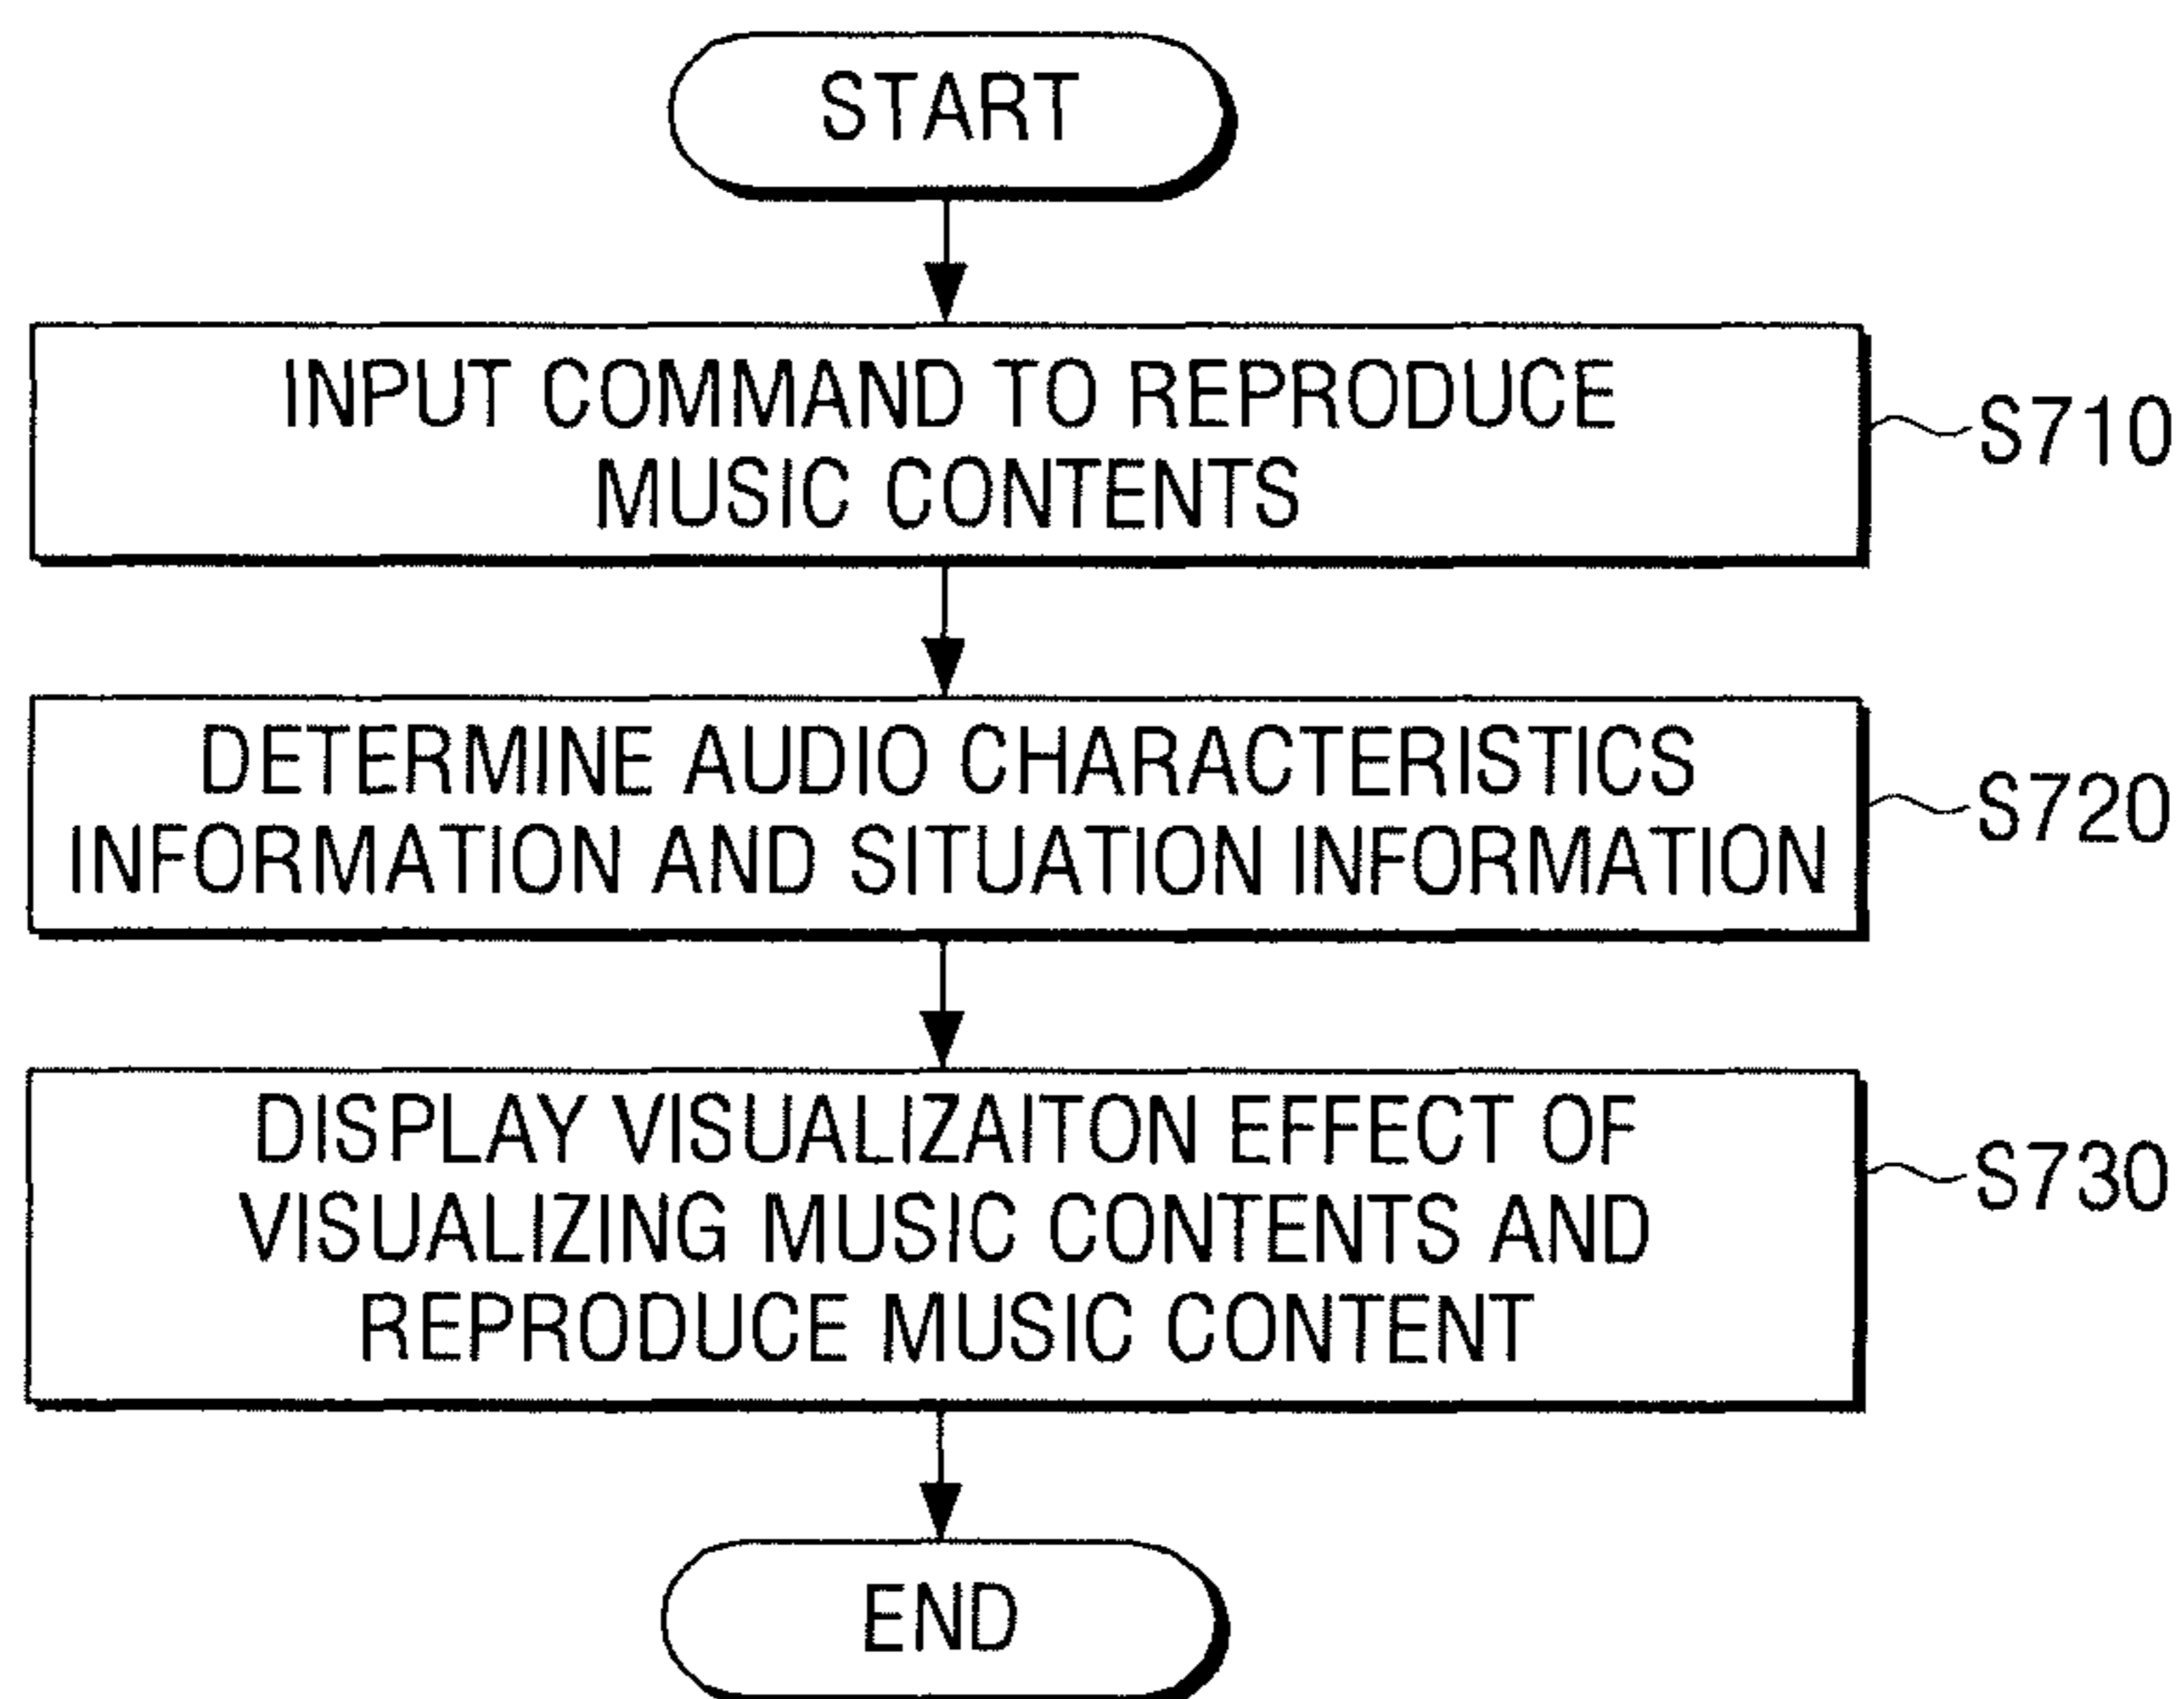 START
INPUT COMMAND TO REPRODUCE
MUSIC CONTENTS
S710
DETERMINE AUDIO CHARACTERISTICS
INFORMATION AND SITUATION INFORMATION
S720
DISPLAY VISUALIZAITON EFFECT OF
VISUALIZING MUSIC CONTENTS AND
REPRODUCE MUSIC CONTENT
S730
END